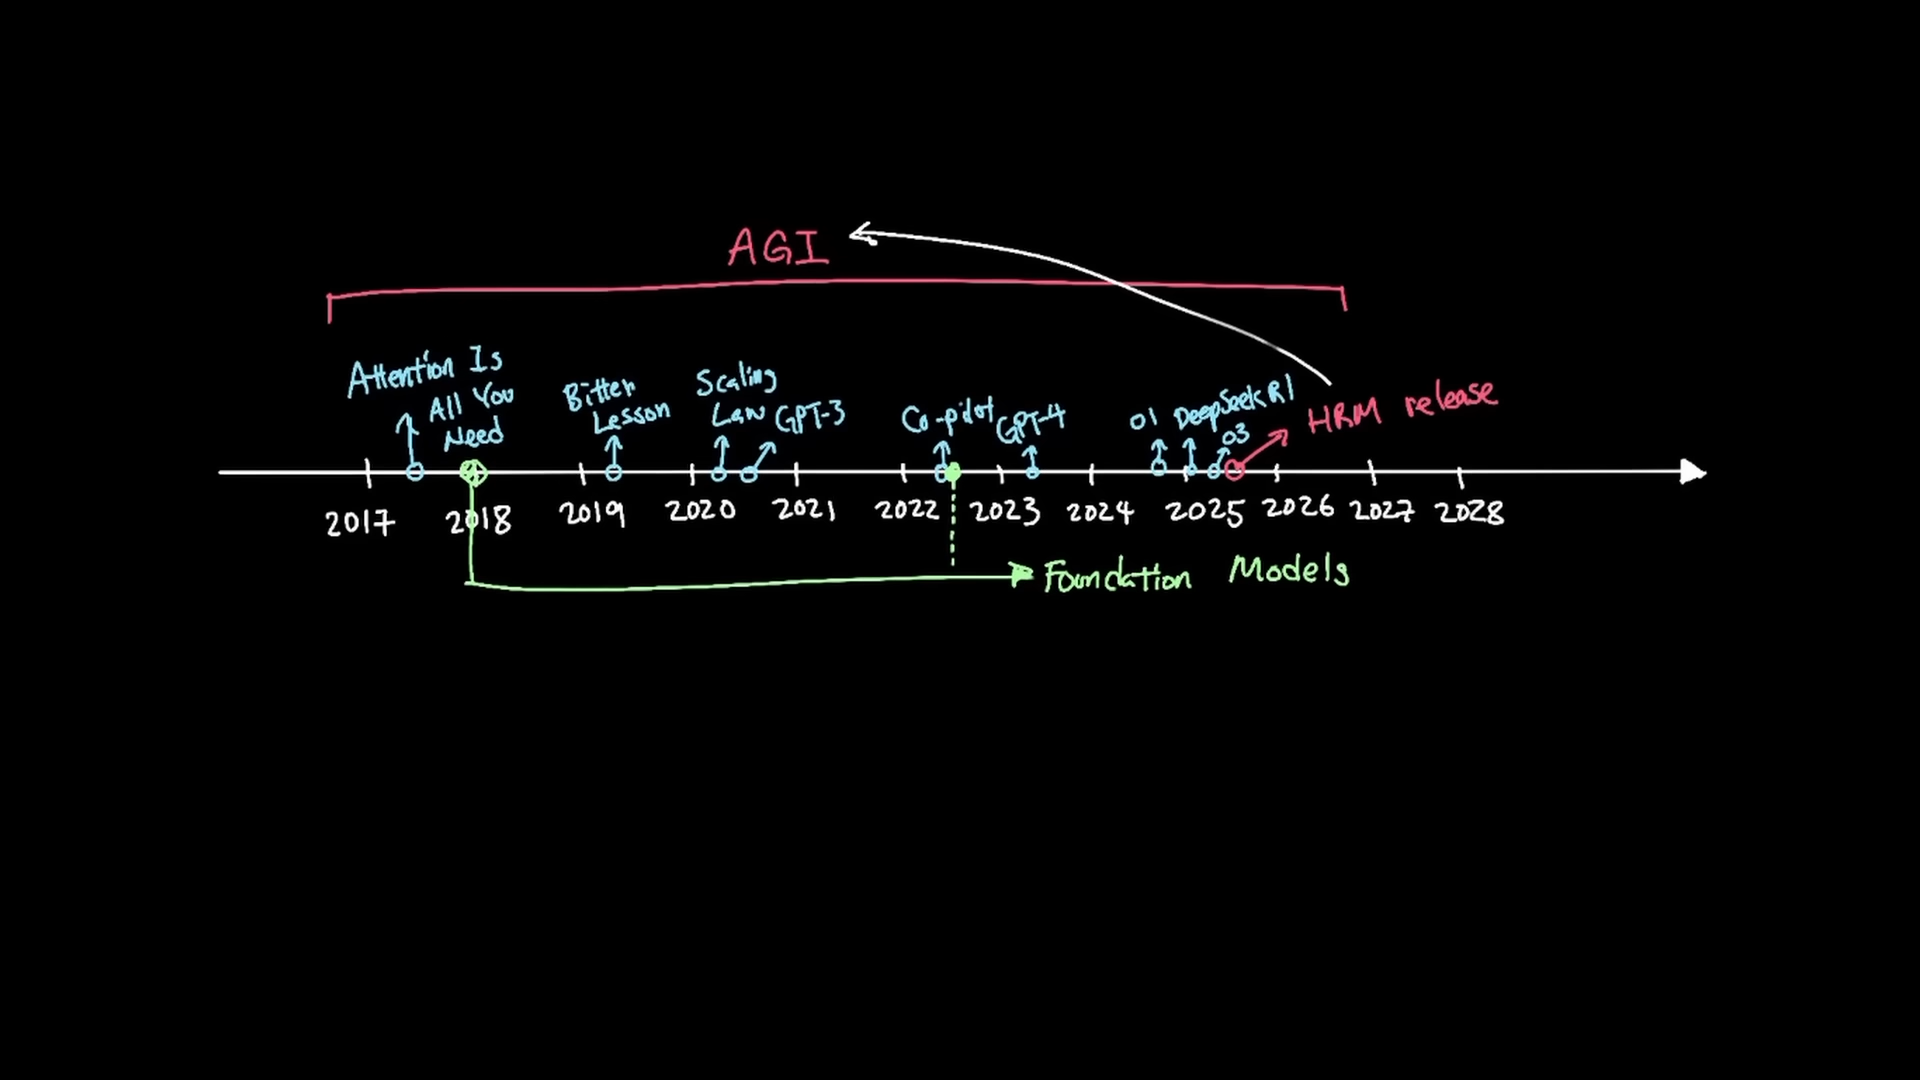 AGI
Attention Is
All You
Need
Bitter
Lesson
Scaling
Law
GPT-3
Co-pilot
GPT-4
o1
DeepSeek R1
o3
HRM release
2017
2018
2019
2020
2021
2022
2023
2024
2025
2026
2027
2028
Foundation Models